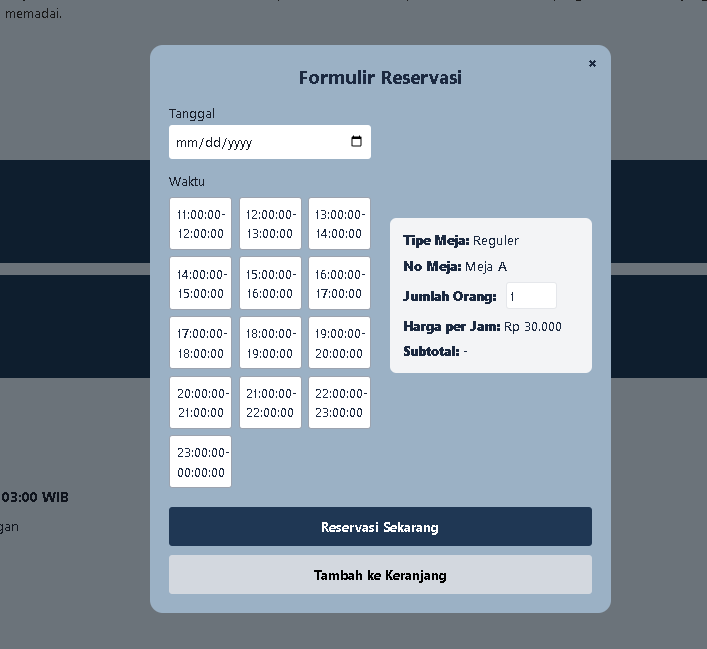 memadai.
×
Formulir Reservasi
Tanggal
mm/dd/yyyy
Waktu
11:00:00-
12:00:00
12:00:00-
13:00:00
13:00:00-
14:00:00
14:00:00-
15:00:00
15:00:00-
16:00:00
16:00:00-
17:00:00
17:00:00-
18:00:00
18:00:00-
19:00:00
19:00:00-
20:00:00
20:00:00-
21:00:00
21:00:00-
22:00:00
22:00:00-
23:00:00
23:00:00-
00:00:00
Tipe Meja: Reguler
No Meja: Meja A
Jumlah Orang: 1
Harga per Jam: Rp 30.000
Subtotal: -
03:00 WIB
gan
Reservasi Sekarang
Tambah ke Keranjang